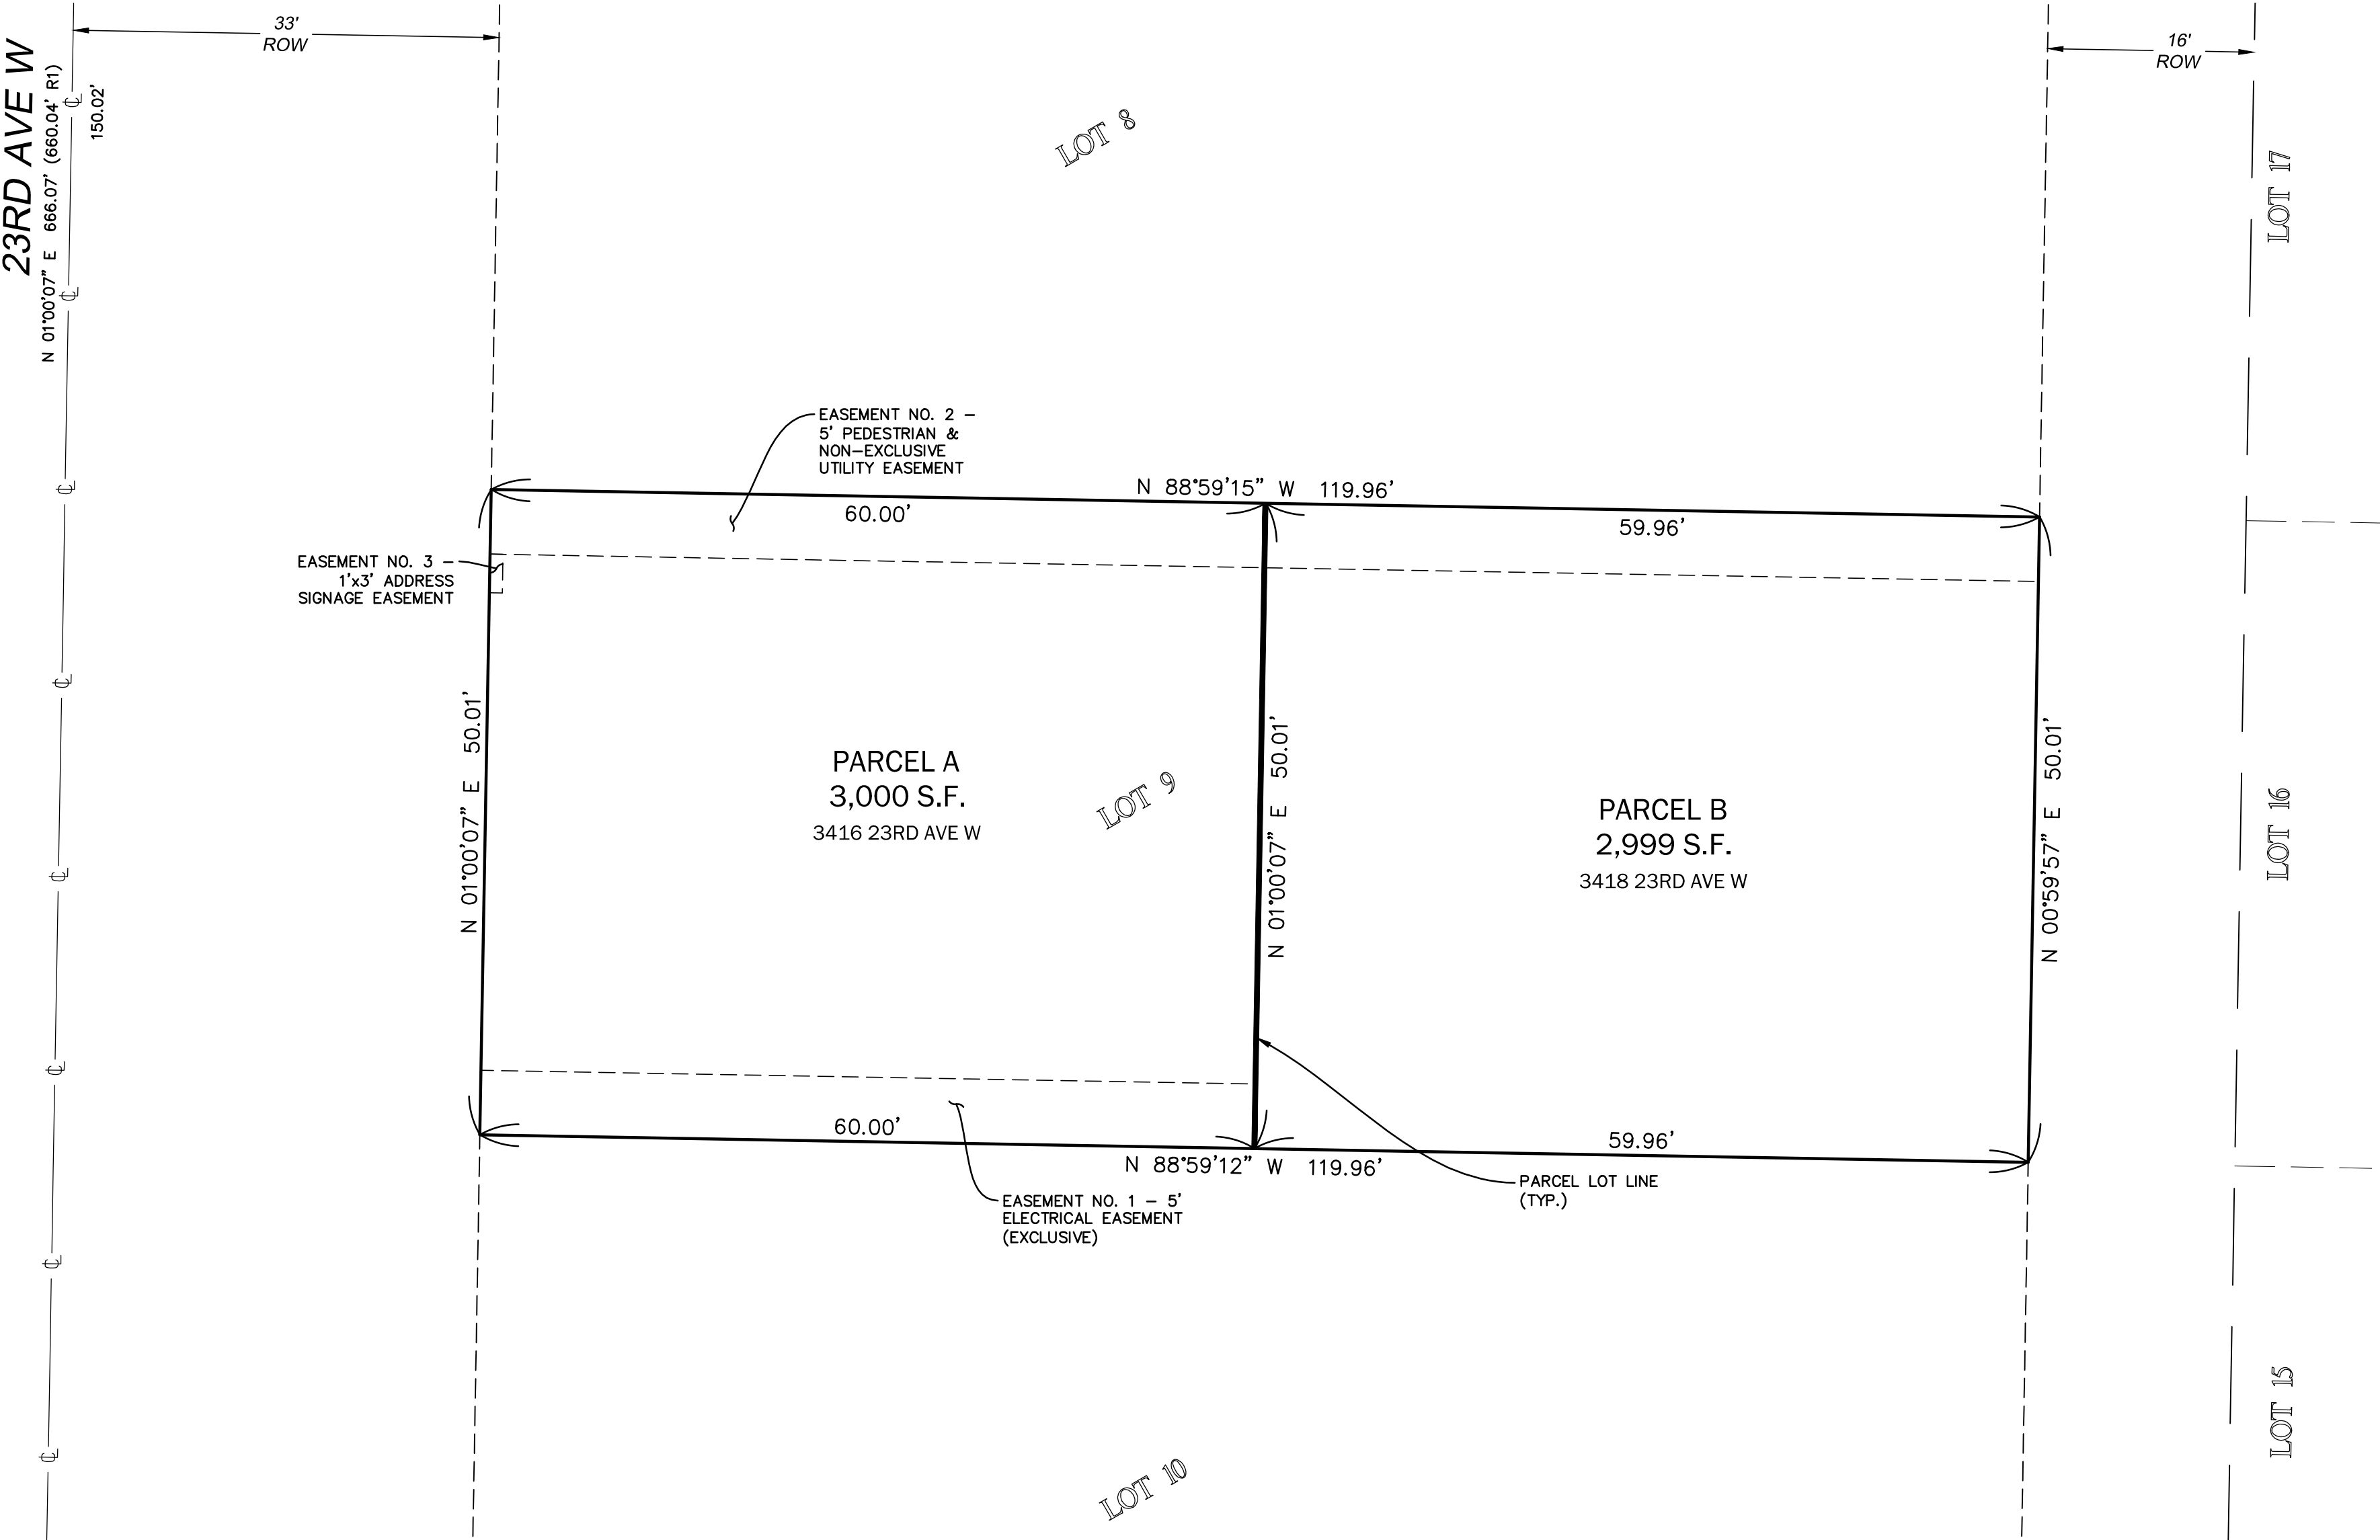 33'
ROW
16'
ROW
23RD AVE W
N 01°00'07" E 666.07' (660.04' R1)
150.02'
LOT 8
LOT 17
EASEMENT NO. 2 –
5' PEDESTRIAN &
NON–EXCLUSIVE
UTILITY EASEMENT
N 88°59'15" W 119.96'
60.00'
59.96'
EASEMENT NO. 3 –
1'x3' ADDRESS
SIGNAGE EASEMENT
N 01°00'07" E 50.01'
PARCEL A
3,000 S.F.
3416 23RD AVE W
LOT 9
N 01°00'07" E 50.01'
PARCEL B
2,999 S.F.
3418 23RD AVE W
N 00°59'57" E 50.01'
LOT 16
60.00'
59.96'
N 88°59'12" W 119.96'
EASEMENT NO. 1 – 5'
ELECTRICAL EASEMENT
(EXCLUSIVE)
PARCEL LOT LINE
(TYP.)
LOT 15
LOT 10